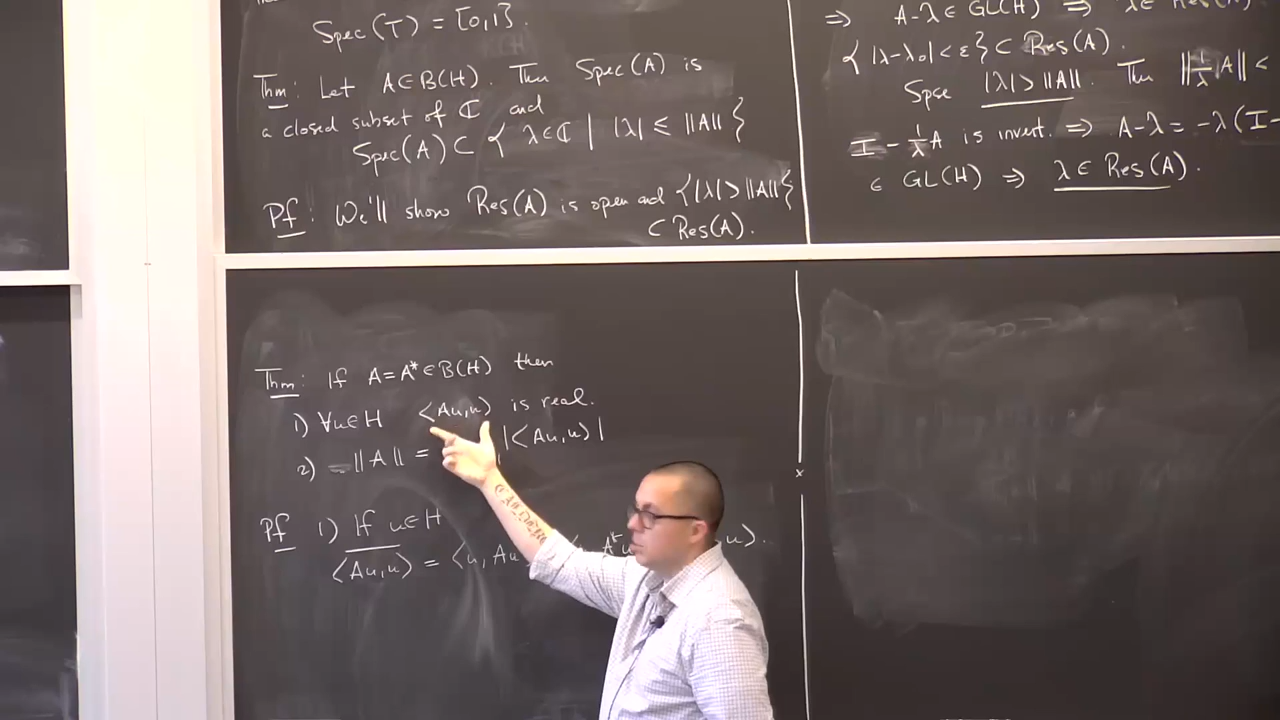 Spec(T) = [0,1].
Thm: Let A∈B(H). Then Spec(A) is
a closed subset of ℂ and
Spec(A) ⊂ { λ∈ℂ | |λ| ≤ ‖A‖ }
Pf: We'll show Res(A) is open and {|λ|>‖A‖}
⊂ Res(A).
⇒ A-λ ∈ GL(H) ⇒
{ |λ-λ₀|<ε } ⊂ Res(A).
Spse |λ|>‖A‖. Then ‖1/λ A‖ <
I - 1/λ A is invert. ⇒ A-λ = -λ(I-
∈ GL(H) ⇒ λ∈Res(A).
Thm: If A=A*∈B(H) then
1) ∀u∈H ⟨Au,u⟩ is real.
2) ‖A‖ = |⟨Au,u⟩|
Pf 1) If u∈H
⟨Au,u⟩ = ⟨u,Au A*u u⟩.